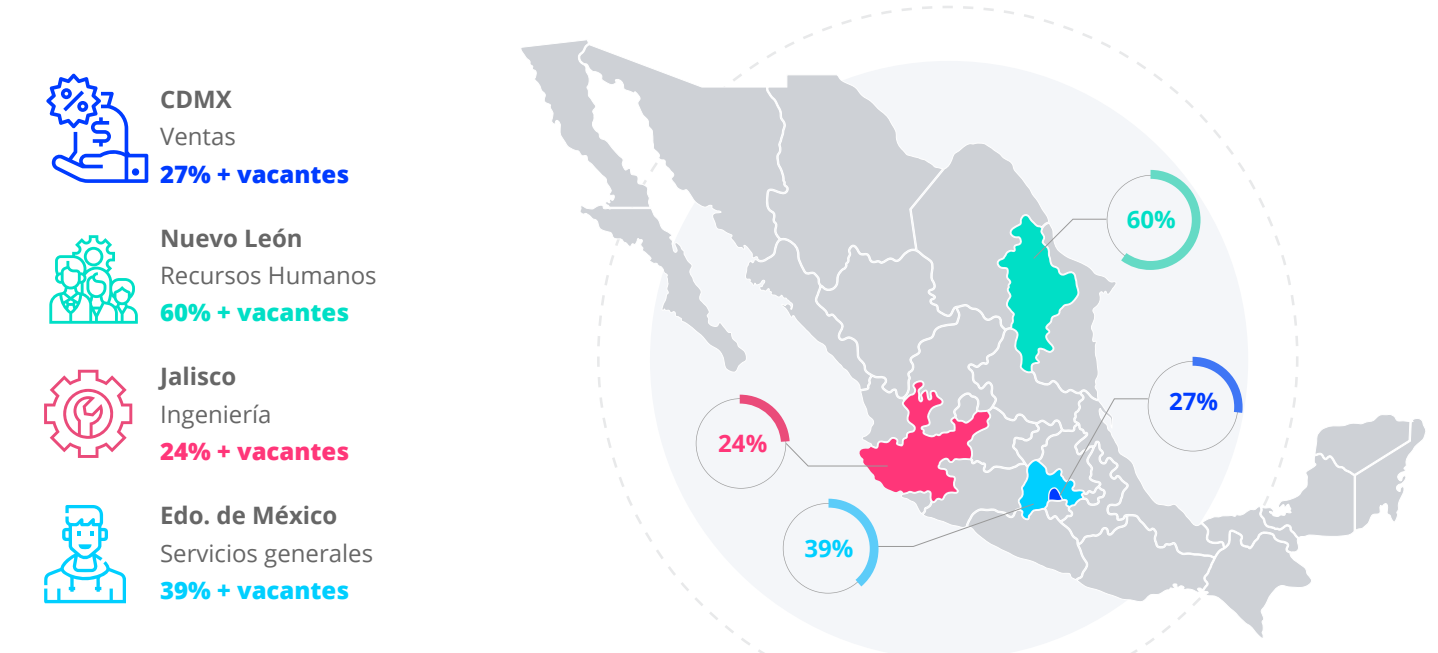 CDMX
Ventas
27% + vacantes
Nuevo León
Recursos Humanos
60% + vacantes
Jalisco
Ingeniería
24% + vacantes
Edo. de México
Servicios generales
39% + vacantes
60%
27%
24%
39%